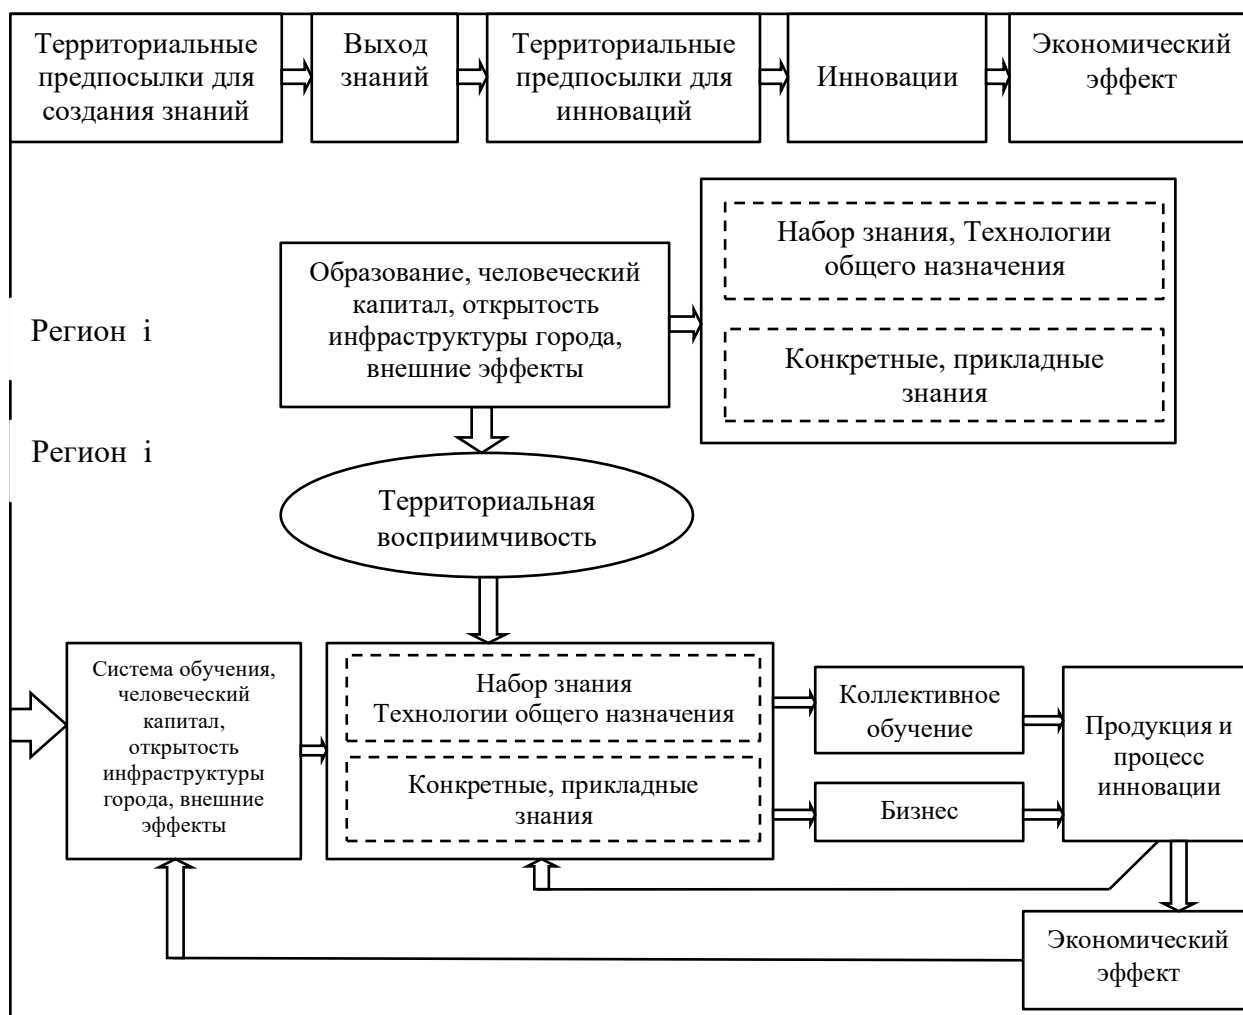 Территориальные
предпосылки для
создания знаний
Выход
знаний
Территориальные
предпосылки для
инноваций
Инновации
Экономический
эффект
Набор знания, Технологии
общего назначения
Образование, человеческий
капитал, открытость
инфраструктуры города,
внешние эффекты
Конкретные, прикладные
знания
Регион i
Регион i
Территориальная
восприимчивость
Система обучения,
человеческий
капитал,
открытость
инфраструктуры
города, внешние
эффекты
Набор знания
Технологии общего назначения
Конкретные, прикладные
знания
Коллективное
обучение
Бизнес
Продукция и
процесс
инновации
Экономический
эффект